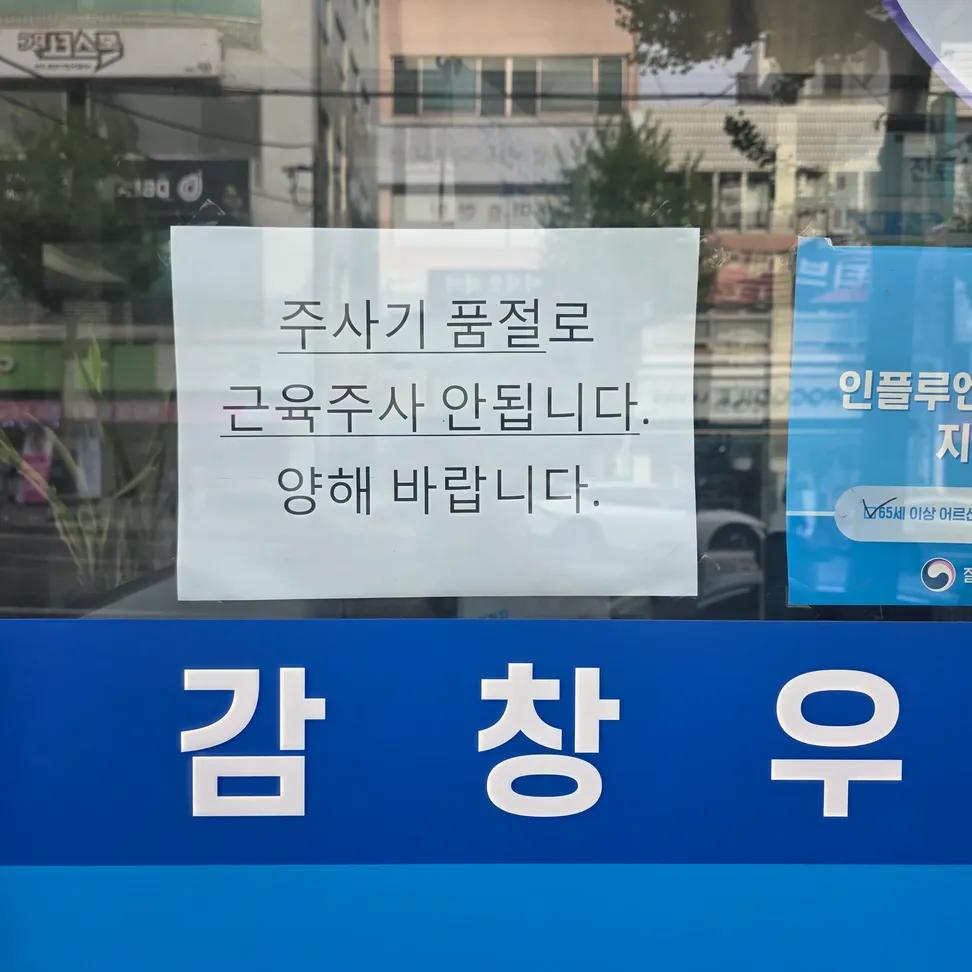 주사기 품절로
근육주사 안됩니다.
양해 바랍니다.
인플루엔
지
65세 이상 어르신
감창우